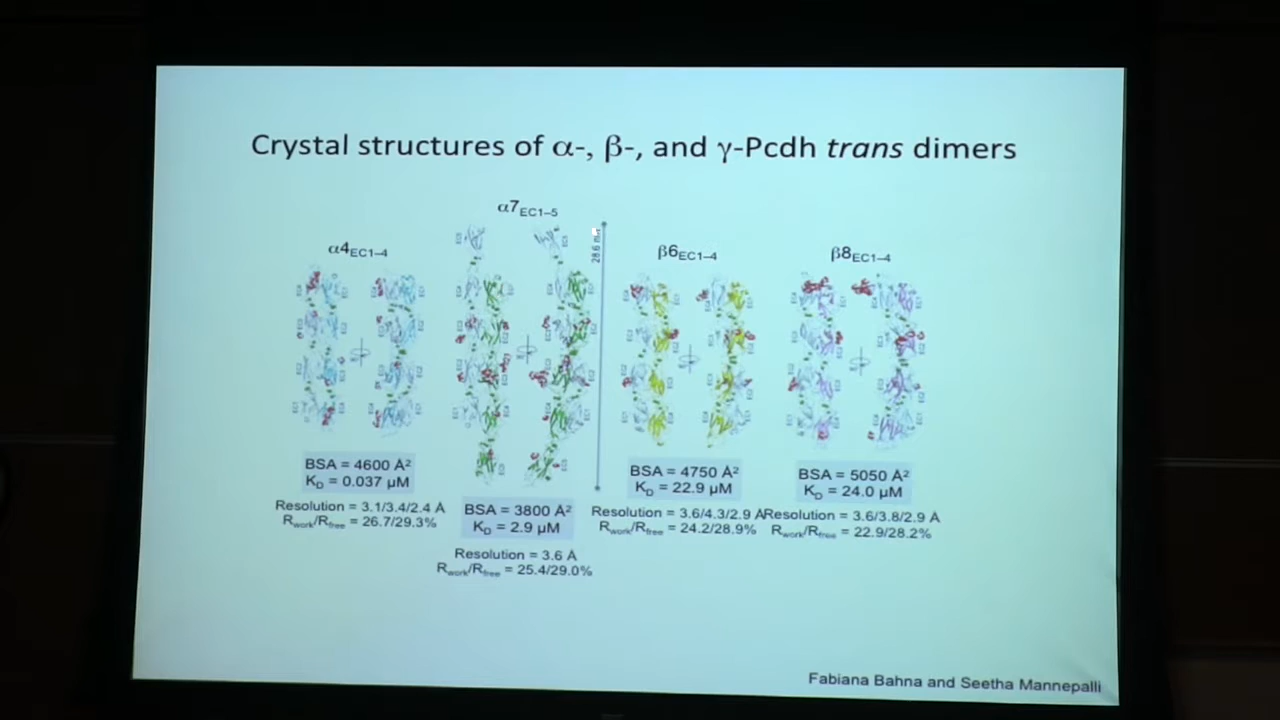 Crystal structures of α-, β-, and γ-Pcdh trans dimers
α4EC1–4
BSA = 4600 Å²
KD = 0.037 μM
Resolution = 3.1/3.4/2.4 Å
Rwork/Rfree = 26.7/29.3%
α7EC1–5
28.6 nm
BSA = 3800 Å²
KD = 2.9 μM
Resolution = 3.6 Å
Rwork/Rfree = 25.4/29.0%
β6EC1–4
BSA = 4750 Å²
KD = 22.9 μM
Resolution = 3.6/4.3/2.9 Å
Rwork/Rfree = 24.2/28.9%
β8EC1–4
BSA = 5050 Å²
KD = 24.0 μM
Resolution = 3.6/3.8/2.9 Å
Rwork/Rfree = 22.9/28.2%
Fabiana Bahna and Seetha Mannepalli